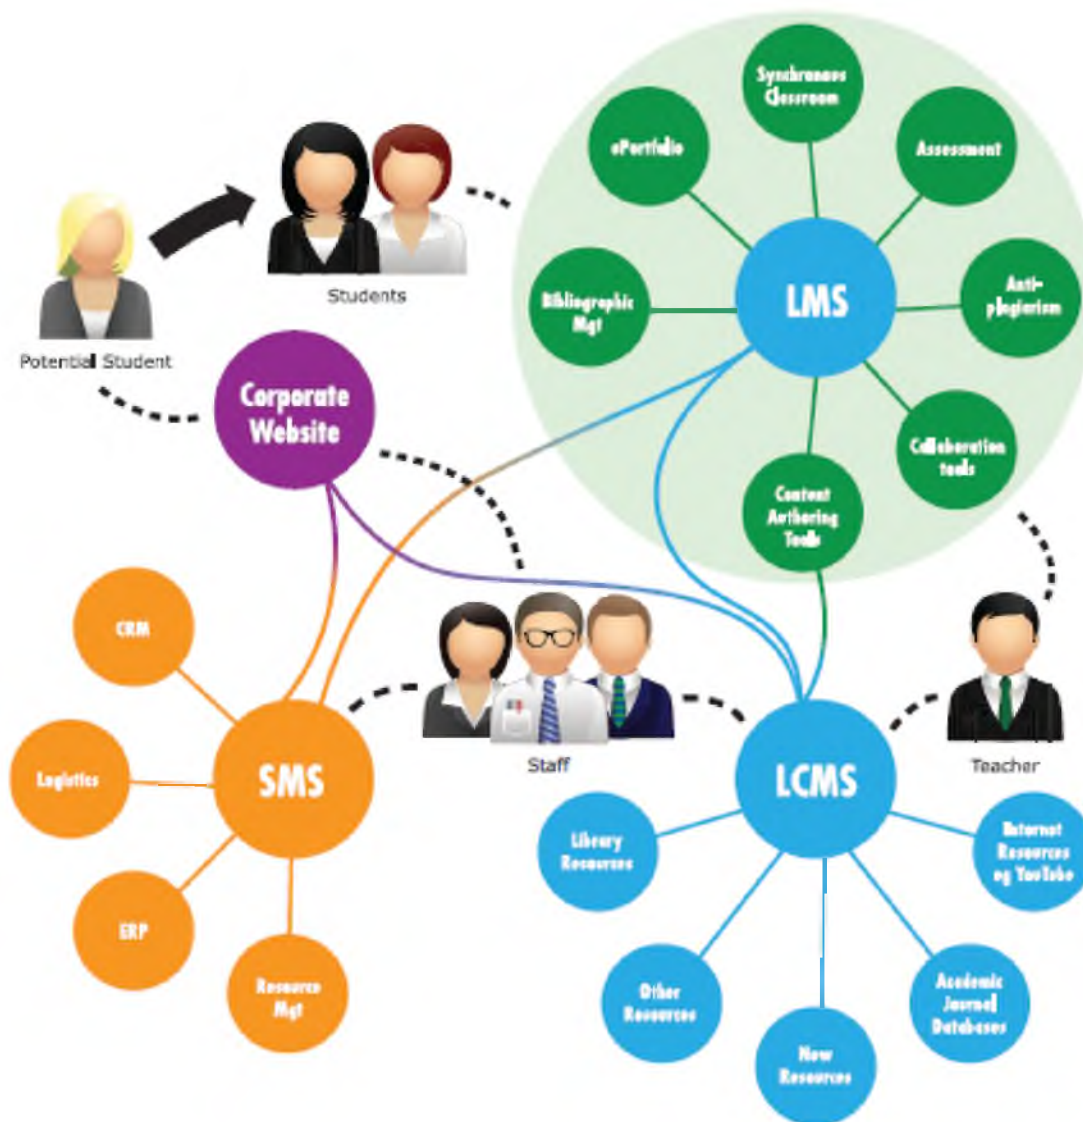 Synchronous
Classroom
ePortfolio
Assessment
Students
LMS
Anti-
plagiarism
Bibliographic
Mgt
Potential Student
Corporate
Website
Collaboration
tools
Content
Authoring
Tools
CRM
Staff
Teacher
Logistics
SMS
LCMS
Library
Resources
Internet
Resources
eg YouTube
ERP
Resource
Mgt
Other
Resources
Academic
Journal
Databases
New
Resources